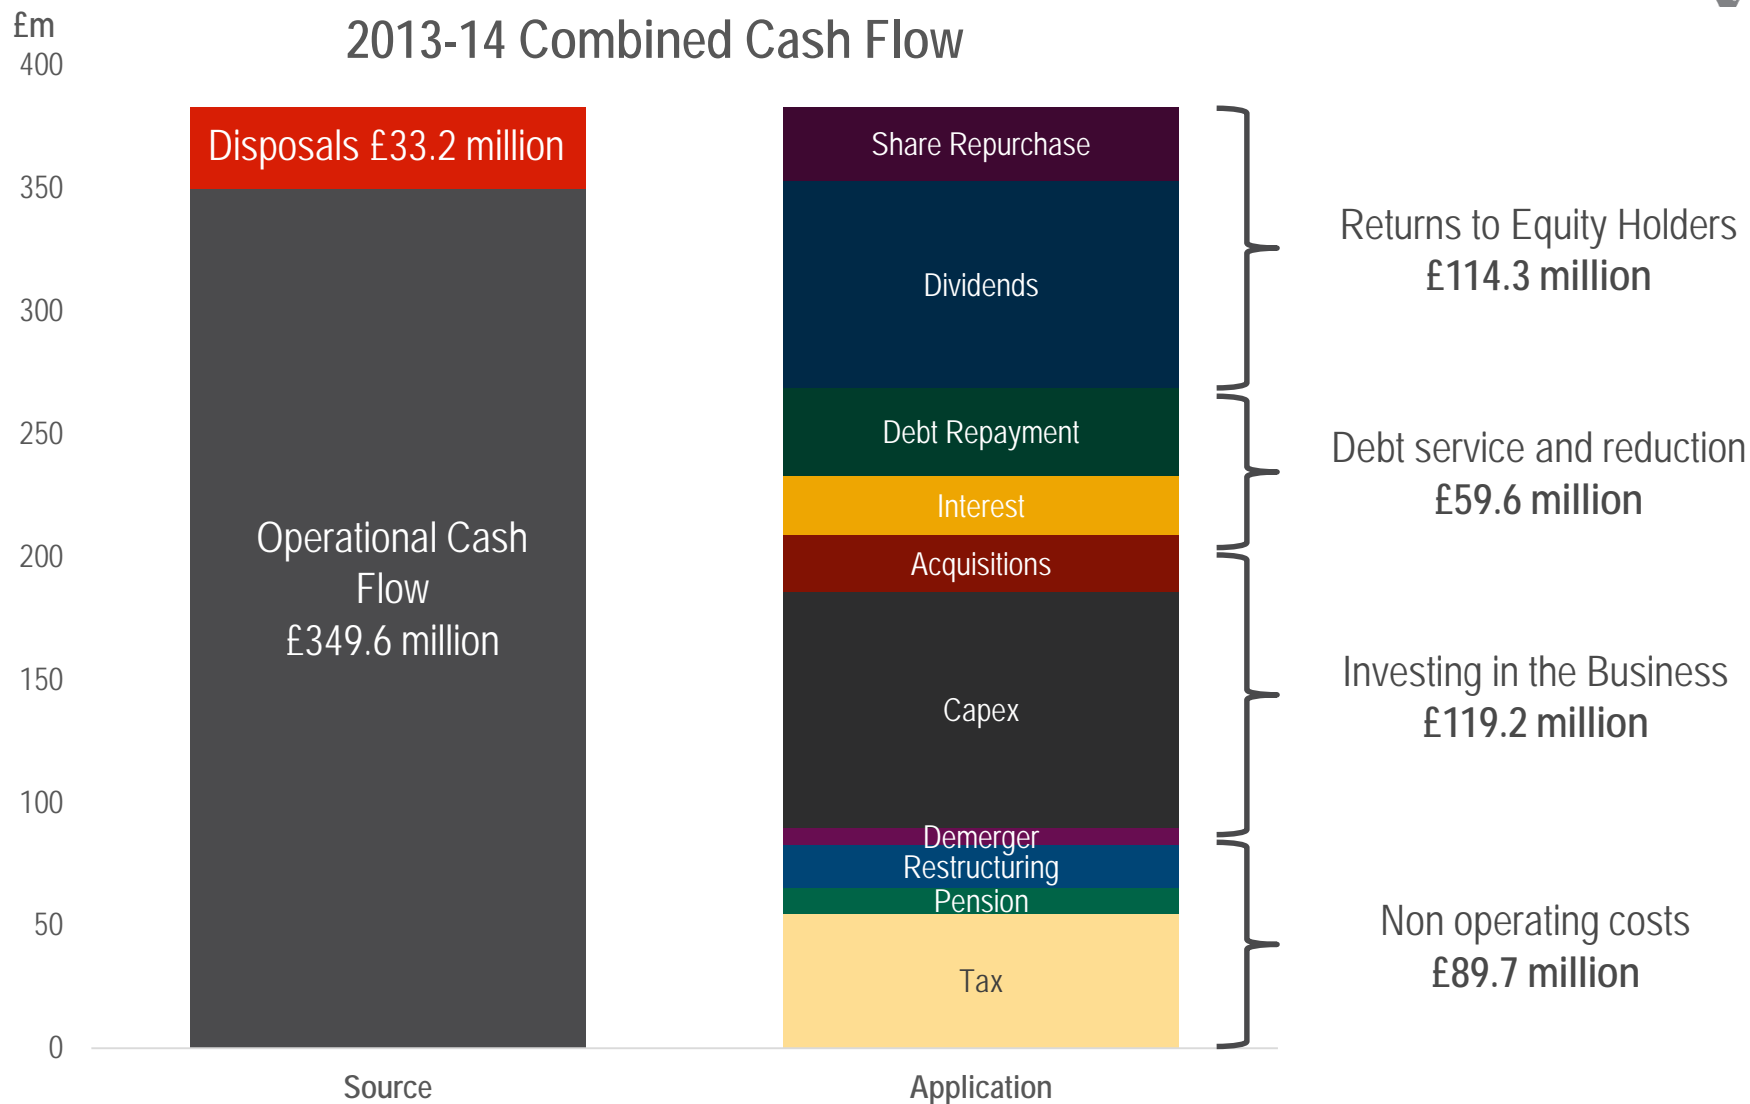 £m
2013-14 Combined Cash Flow
400
350
300
250
200
150
100
50
0
Disposals £33.2 million
Operational Cash
Flow
£349.6 million
Source
Share Repurchase
Dividends
Debt Repayment
Interest
Acquisitions
Capex
Demerger
Restructuring
Pension
Tax
Application
Returns to Equity Holders
£114.3 million
Debt service and reduction
£59.6 million
Investing in the Business
£119.2 million
Non operating costs
£89.7 million